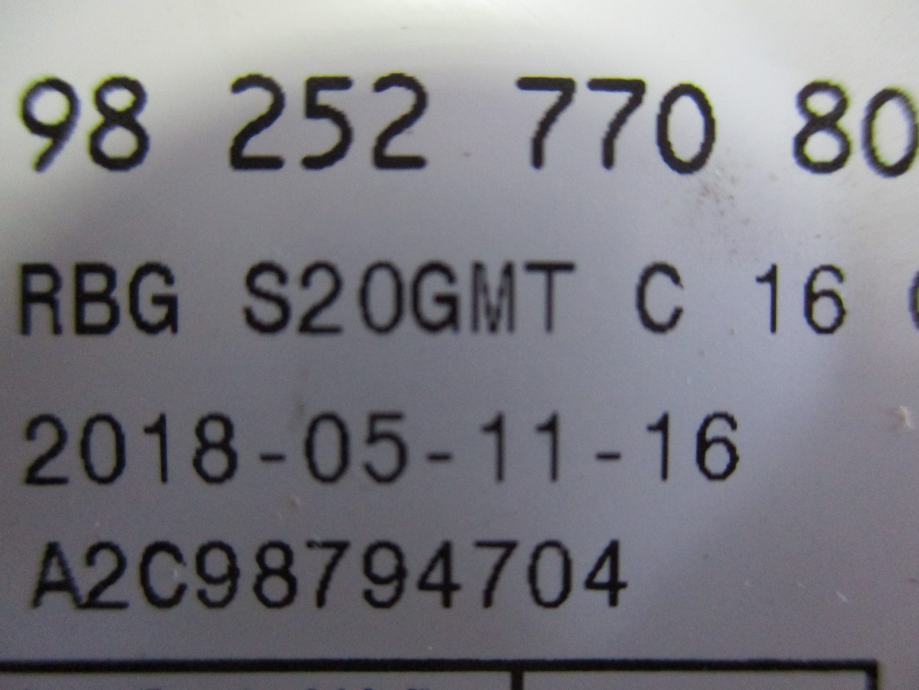 98 252 770 80
RBG S20GMT C 16
2018-05-11-16
A2C98794704